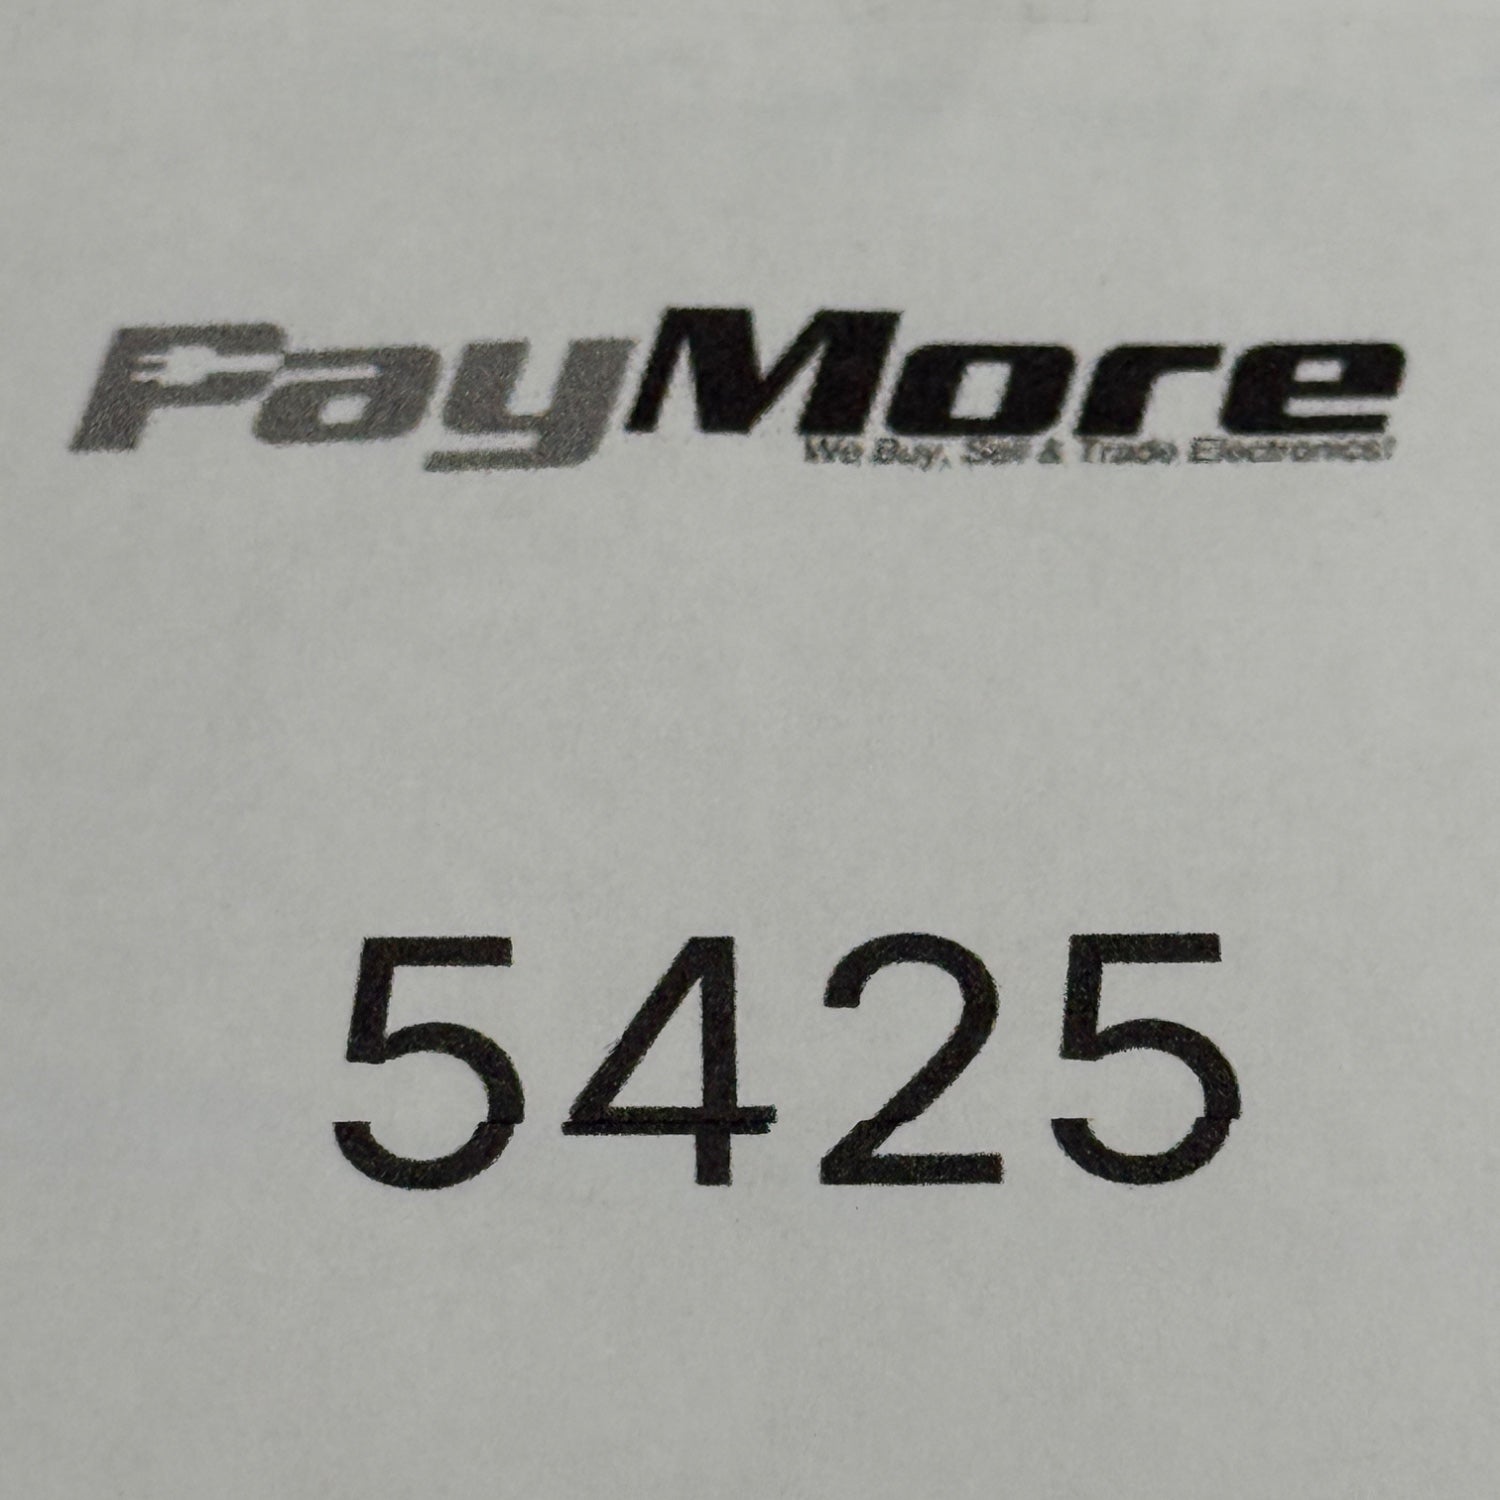 PayMore
We Buy, Sell & Trade Electronics!
5425